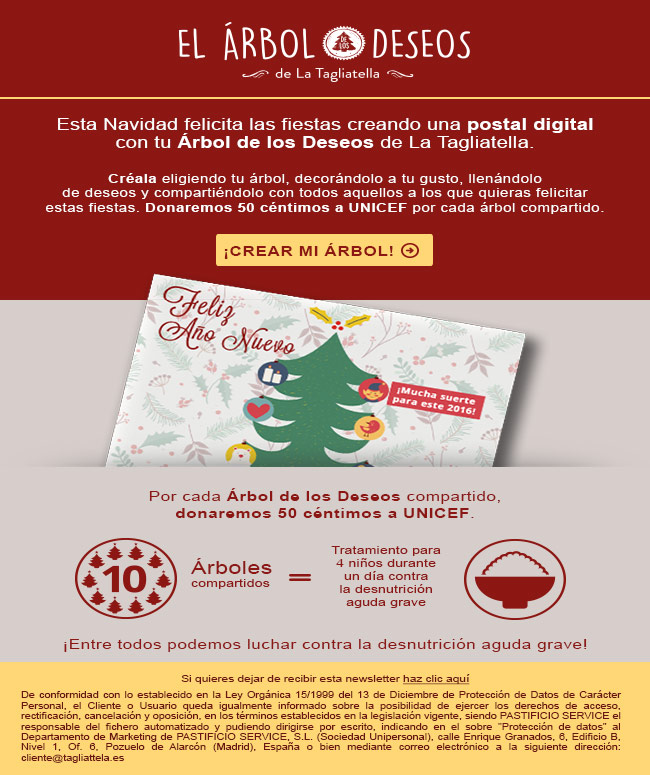 EL ÁRBOL DE LOS DESEOS
de La Tagliatella
Esta Navidad felicita las fiestas creando una postal digital
con tu Árbol de los Deseos de La Tagliatella.
Créala eligiendo tu árbol, decorándolo a tu gusto, llenándolo
de deseos y compartiéndolo con todos aquellos a los que quieras felicitar
estas fiestas. Donaremos 50 céntimos a UNICEF por cada árbol compartido.
¡CREAR MI ÁRBOL!
Feliz
Año Nuevo
¡Mucha suerte
para este 2016!
Por cada Árbol de los Deseos compartido,
donaremos 50 céntimos a UNICEF.
10
Árboles
compartidos
=
Tratamiento para
4 niños durante
un día contra
la desnutrición
aguda grave
¡Entre todos podemos luchar contra la desnutrición aguda grave!
Si quieres dejar de recibir esta newsletter haz clic aquí
De conformidad con lo establecido en la Ley Orgánica 15/1999 del 13 de Diciembre de Protección de Datos de Carácter
Personal, el Cliente o Usuario queda igualmente informado sobre la posibilidad de ejercer los derechos de acceso,
rectificación, cancelación y oposición, en los términos establecidos en la legislación vigente, siendo PASTIFICIO SERVICE el
responsable del fichero automatizado y pudiendo dirigirse por escrito, indicando en el sobre "Protección de datos" al
Departamento de Marketing de PASTIFICIO SERVICE, S.L. (Sociedad Unipersonal), calle Enrique Granados, 6, Edificio B,
Nivel 1, Of. 6, Pozuelo de Alarcón (Madrid), España o bien mediante correo electrónico a la siguiente dirección:
cliente@tagliattela.es